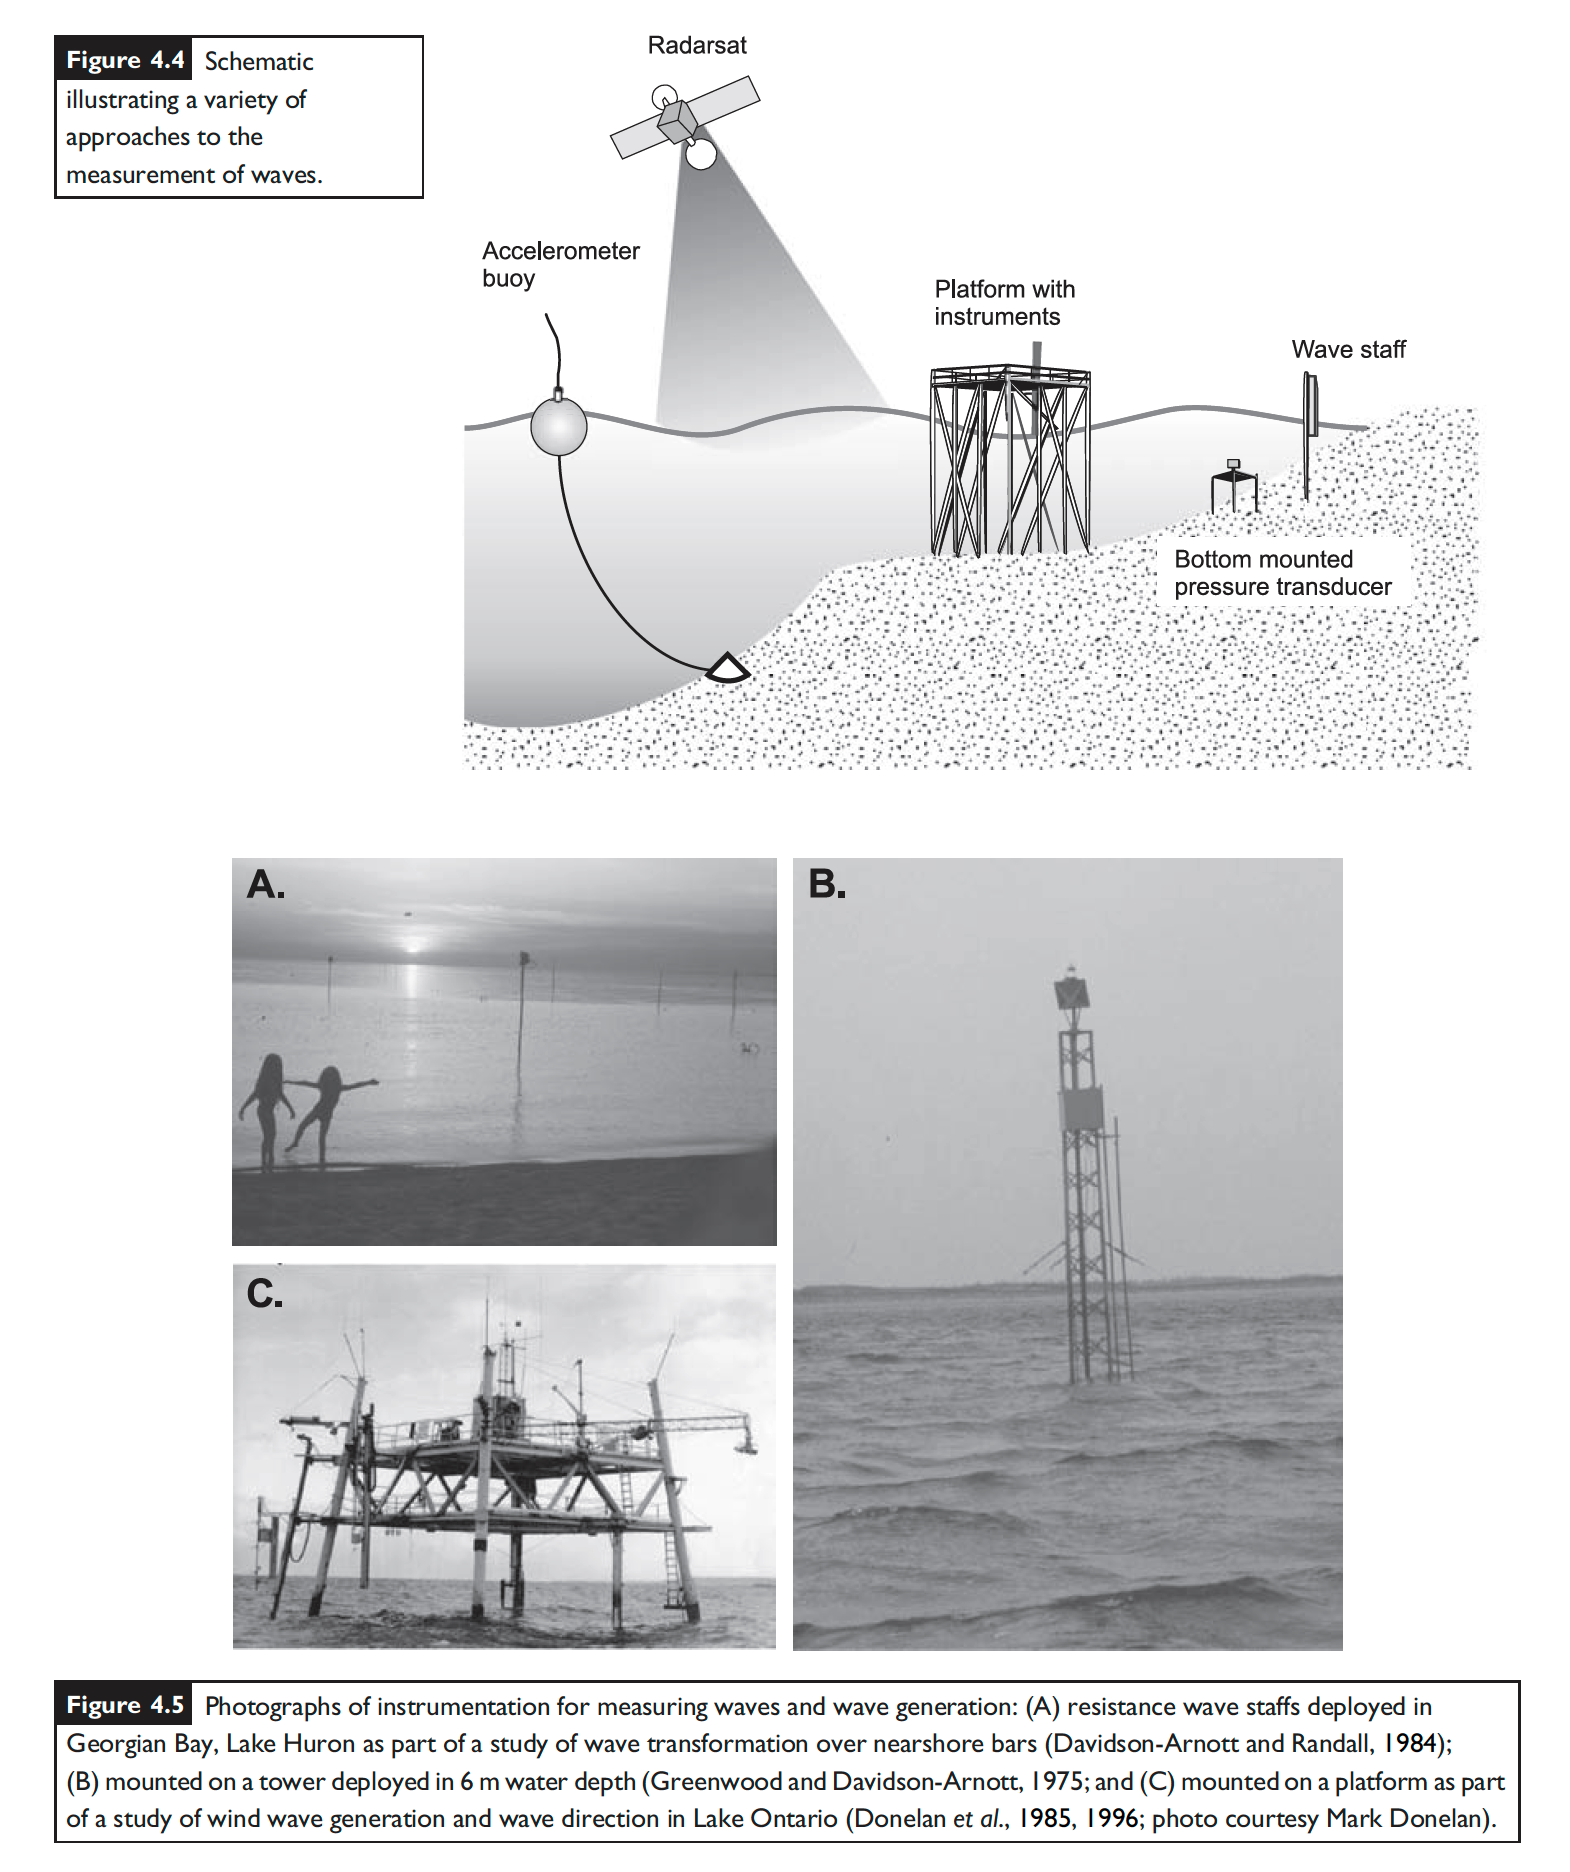 Figure 4.4 Schematic
illustrating a variety of
approaches to the
measurement of waves.
Radarsat
Accelerometer
buoy
Platform with
instruments
Wave staff
Bottom mounted
pressure transducer
A.
B.
C.
Figure 4.5 Photographs of instrumentation for measuring waves and wave generation: (A) resistance wave staffs deployed in
Georgian Bay, Lake Huron as part of a study of wave transformation over nearshore bars (Davidson-Arnott and Randall, 1984);
(B) mounted on a tower deployed in 6 m water depth (Greenwood and Davidson-Arnott, 1975; and (C) mounted on a platform as part
of a study of wind wave generation and wave direction in Lake Ontario (Donelan et al., 1985, 1996; photo courtesy Mark Donelan).